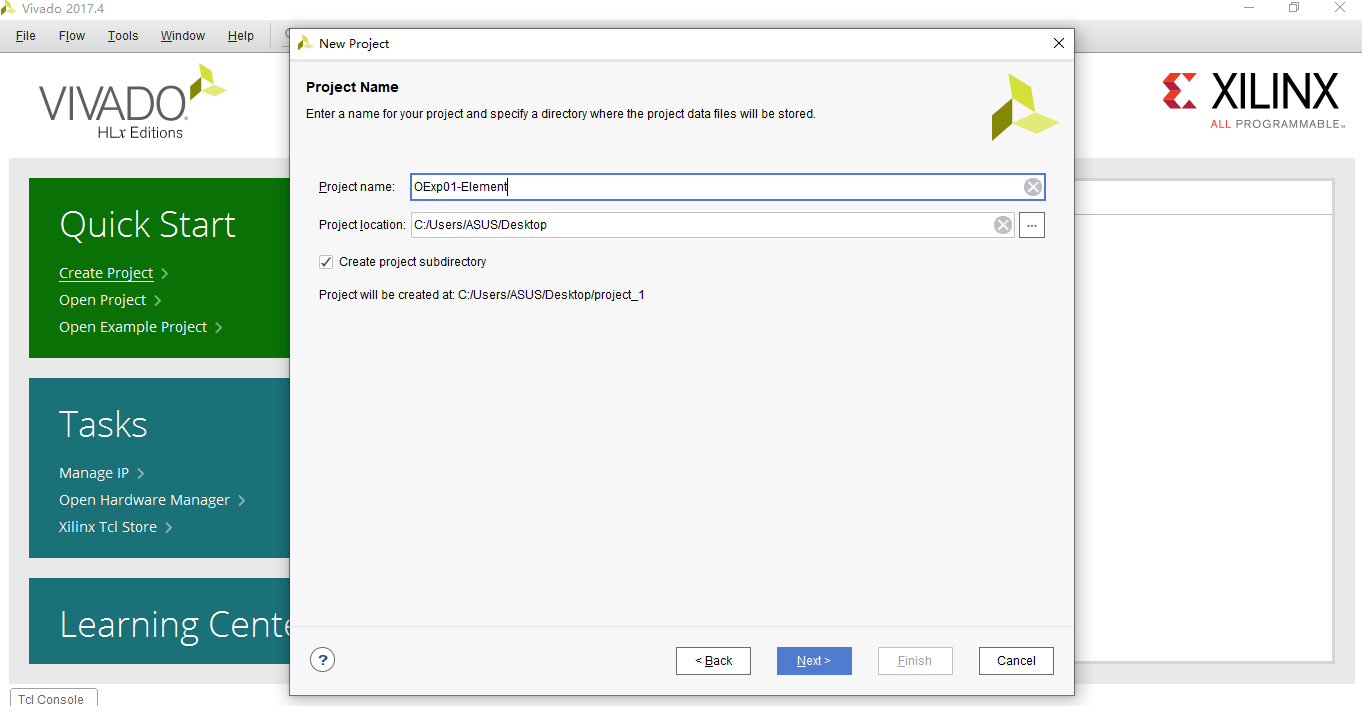 Vivado 2017.4
File Flow Tools Window Help
New Project
VIVADO
HLx Editions
XILINX
ALL PROGRAMMABLE
Project Name
Enter a name for your project and specify a directory where the project data files will be stored.
Project name: OExp01-Element
Project location: C:/Users/ASUS/Desktop ...
Create project subdirectory
Project will be created at: C:/Users/ASUS/Desktop/project_1
Quick Start
Create Project >
Open Project >
Open Example Project >
Tasks
Manage IP >
Open Hardware Manager >
Xilinx Tcl Store >
Learning Cente
? < Back Next > Finish Cancel
Tcl Console